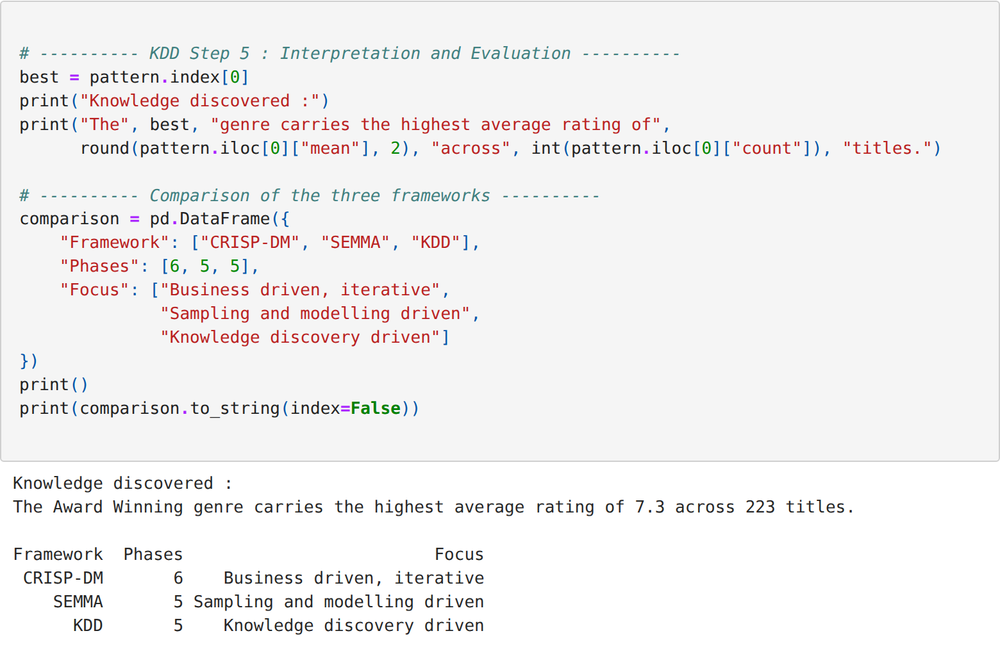 # ---------- KDD Step 5 : Interpretation and Evaluation ----------
best = pattern.index[0]
print("Knowledge discovered :")
print("The", best, "genre carries the highest average rating of",
      round(pattern.iloc[0]["mean"], 2), "across", int(pattern.iloc[0]["count"]), "titles.")

# ---------- Comparison of the three frameworks ----------
comparison = pd.DataFrame({
    "Framework": ["CRISP-DM", "SEMMA", "KDD"],
    "Phases": [6, 5, 5],
    "Focus": ["Business driven, iterative",
              "Sampling and modelling driven",
              "Knowledge discovery driven"]
})
print()
print(comparison.to_string(index=False))

Knowledge discovered :
The Award Winning genre carries the highest average rating of 7.3 across 223 titles.

Framework  Phases                         Focus
 CRISP-DM       6    Business driven, iterative
    SEMMA       5 Sampling and modelling driven
      KDD       5    Knowledge discovery driven